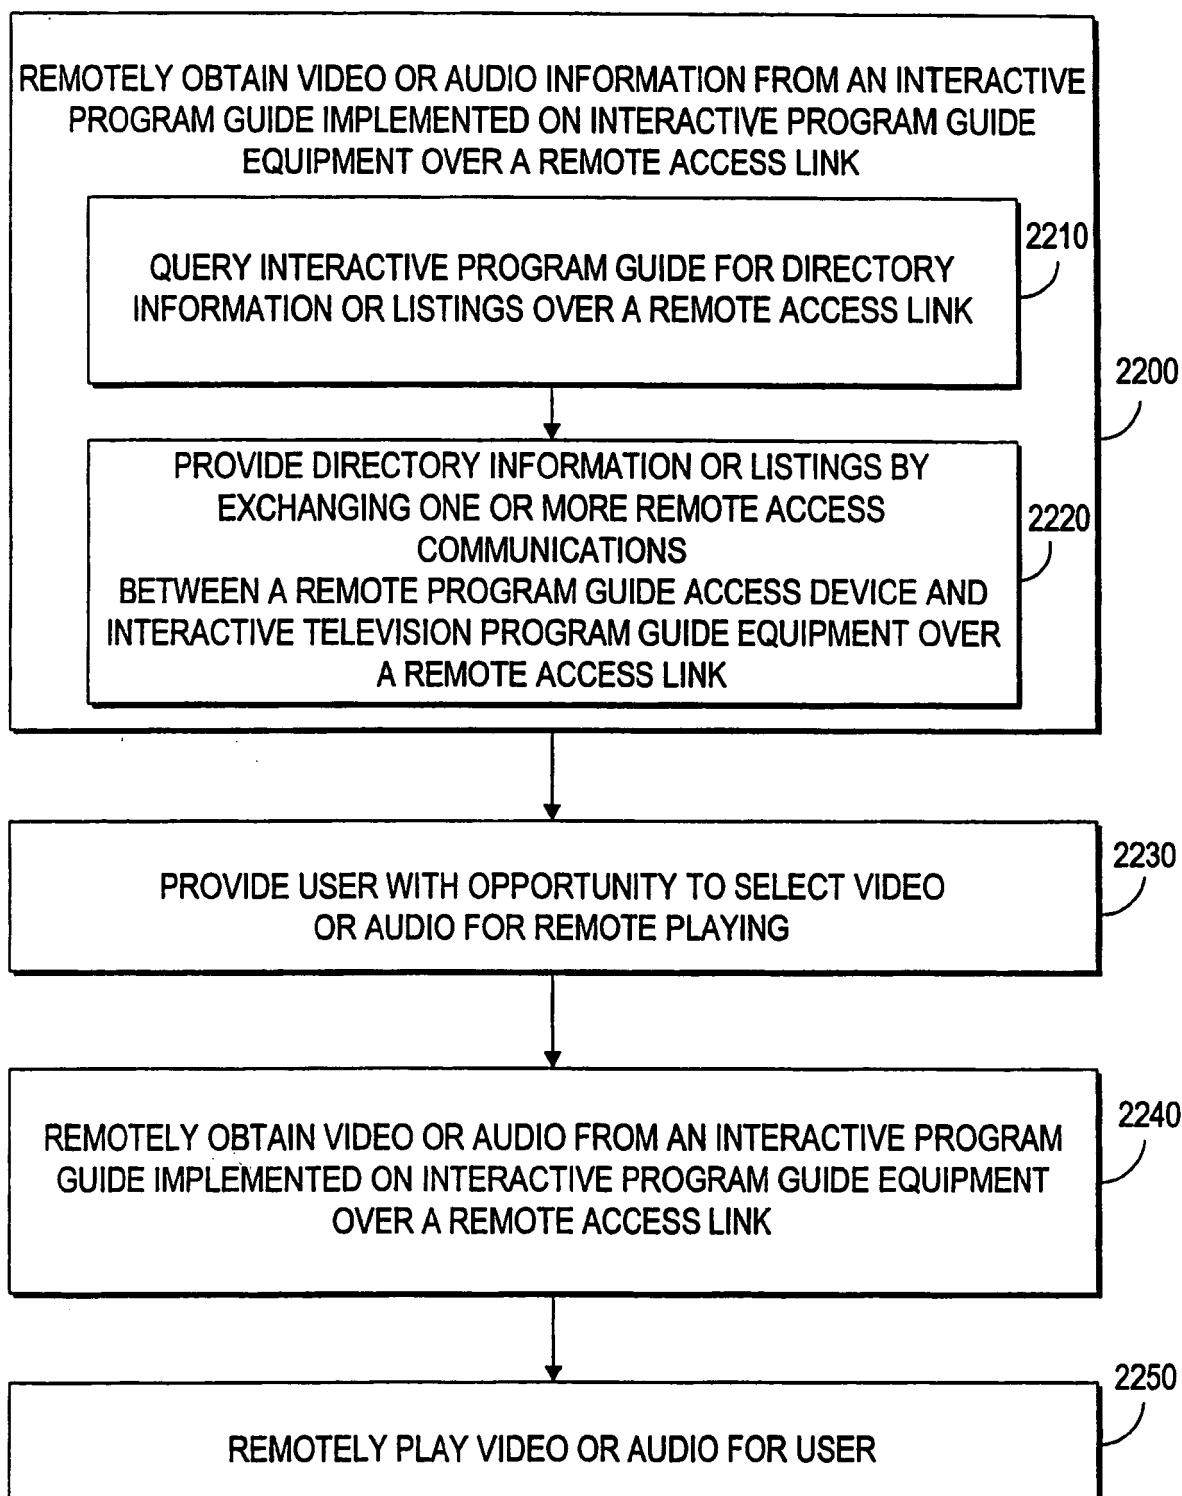 REMOTELY OBTAIN VIDEO OR AUDIO INFORMATION FROM AN INTERACTIVE
PROGRAM GUIDE IMPLEMENTED ON INTERACTIVE PROGRAM GUIDE
EQUIPMENT OVER A REMOTE ACCESS LINK
2210
QUERY INTERACTIVE PROGRAM GUIDE FOR DIRECTORY
INFORMATION OR LISTINGS OVER A REMOTE ACCESS LINK
2200
PROVIDE DIRECTORY INFORMATION OR LISTINGS BY
EXCHANGING ONE OR MORE REMOTE ACCESS
COMMUNICATIONS
BETWEEN A REMOTE PROGRAM GUIDE ACCESS DEVICE AND
INTERACTIVE TELEVISION PROGRAM GUIDE EQUIPMENT OVER
A REMOTE ACCESS LINK
2220
2230
PROVIDE USER WITH OPPORTUNITY TO SELECT VIDEO
OR AUDIO FOR REMOTE PLAYING
2240
REMOTELY OBTAIN VIDEO OR AUDIO FROM AN INTERACTIVE PROGRAM
GUIDE IMPLEMENTED ON INTERACTIVE PROGRAM GUIDE EQUIPMENT
OVER A REMOTE ACCESS LINK
2250
REMOTELY PLAY VIDEO OR AUDIO FOR USER